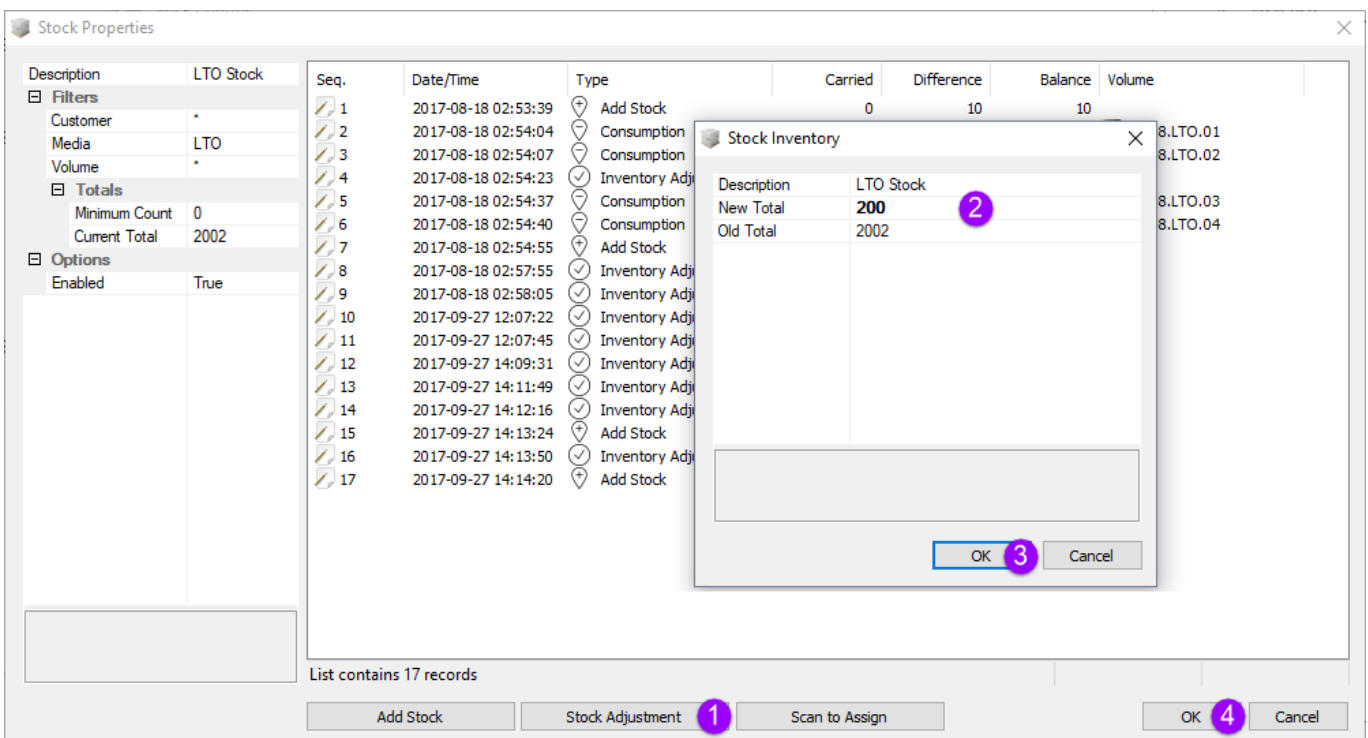 Stock Properties
Description LTO Stock
Filters
Customer *
Media LTO
Volume *
Totals
Minimum Count 0
Current Total 2002
Options
Enabled True
Seq. Date/Time Type Carried Difference Balance Volume
1 2017-08-18 02:53:39 Add Stock 0 10 10
2 2017-08-18 02:54:04 Consumption 8.LTO.01
3 2017-08-18 02:54:07 Consumption 8.LTO.02
4 2017-08-18 02:54:23 Inventory Adj
5 2017-08-18 02:54:37 Consumption 8.LTO.03
6 2017-08-18 02:54:40 Consumption 8.LTO.04
7 2017-08-18 02:54:55 Add Stock
8 2017-08-18 02:57:55 Inventory Adj
9 2017-08-18 02:58:05 Inventory Adj
10 2017-09-27 12:07:22 Inventory Adj
11 2017-09-27 12:07:45 Inventory Adj
12 2017-09-27 14:09:31 Inventory Adj
13 2017-09-27 14:11:49 Inventory Adj
14 2017-09-27 14:12:16 Inventory Adj
15 2017-09-27 14:13:24 Add Stock
16 2017-09-27 14:13:50 Inventory Adj
17 2017-09-27 14:14:20 Add Stock
Stock Inventory
Description LTO Stock
New Total 200 2
Old Total 2002
OK 3 Cancel
List contains 17 records
Add Stock Stock Adjustment 1 Scan to Assign OK 4 Cancel